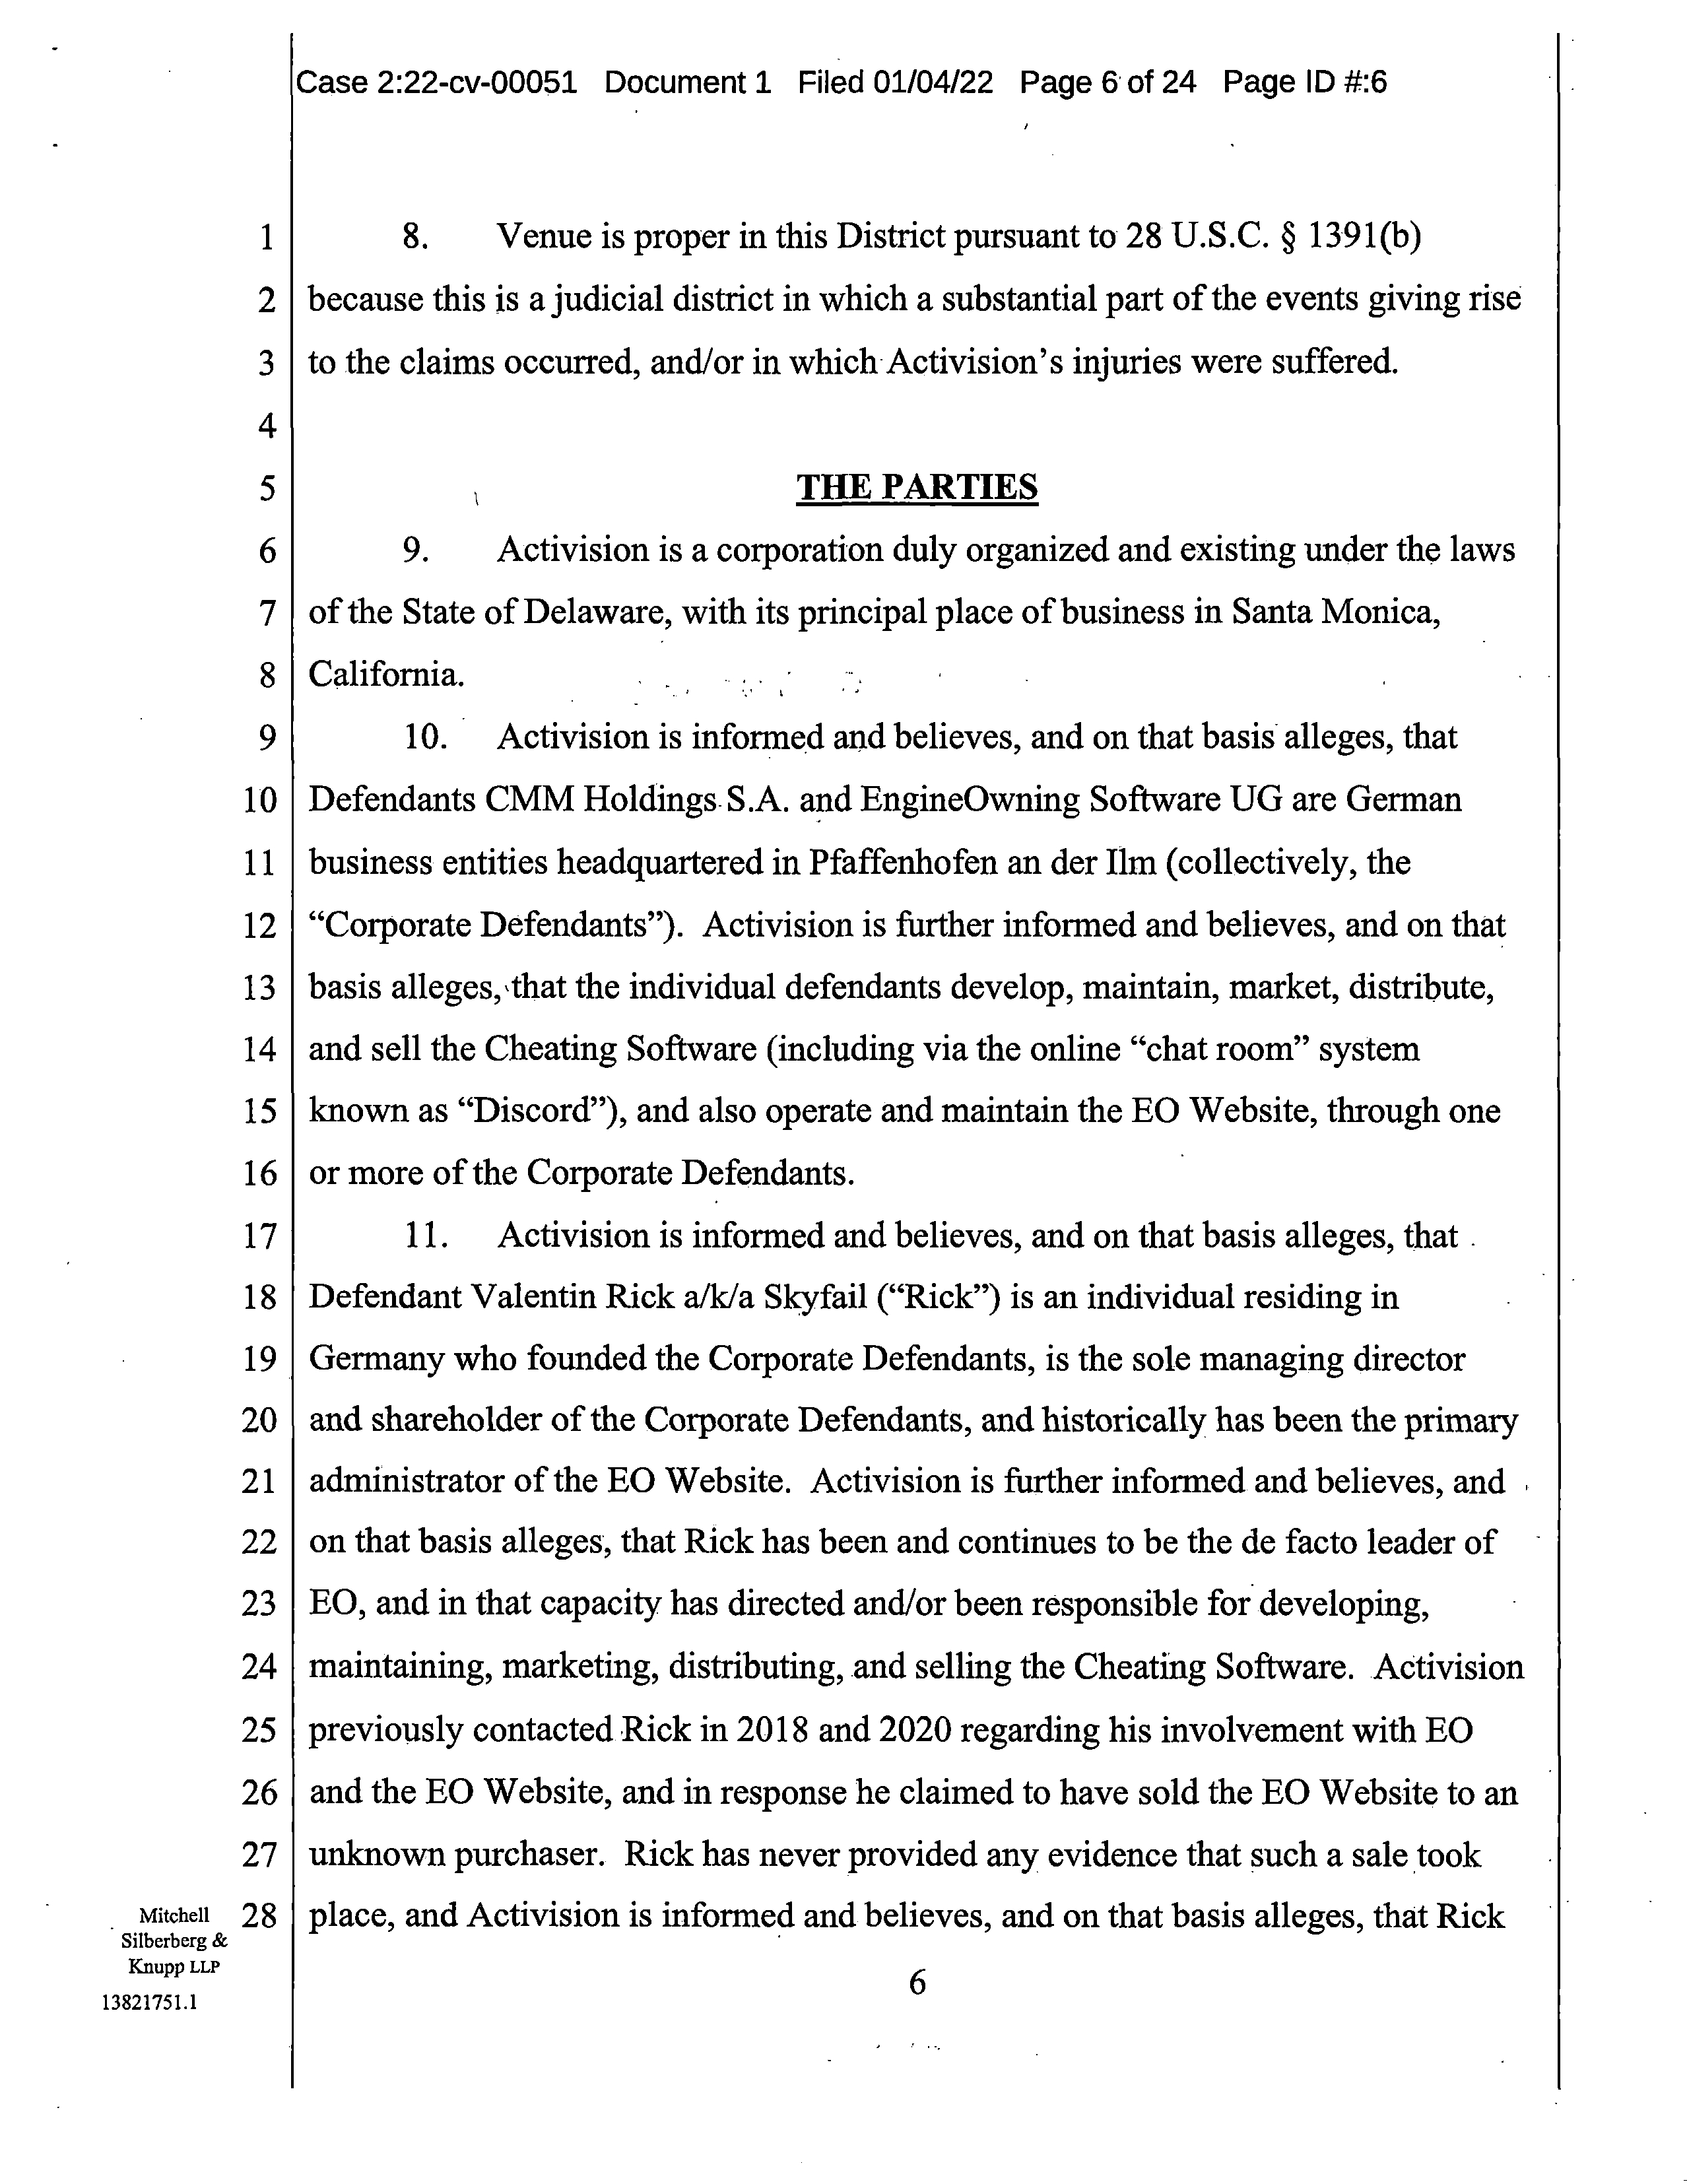 Case 2:22-cv-00051 Document 1 Filed 01/04/22 Page 6 of 24 Page ID #:6
1 8. Venue is proper in this District pursuant to 28 U.S.C. § 1391(b)
2 because this is a judicial district in which a substantial part of the events giving rise
3 to the claims occurred, and/or in which Activision's injuries were suffered.
4
5 THE PARTIES
6 9. Activision is a corporation duly organized and existing under the laws
7 of the State of Delaware, with its principal place of business in Santa Monica,
8 California.
9 10. Activision is informed and believes, and on that basis alleges, that
10 Defendants CMM Holdings S.A. and EngineOwning Software UG are German
11 business entities headquartered in Pfaffenhofen an der Ilm (collectively, the
12 “Corporate Defendants”). Activision is further informed and believes, and on that
13 basis alleges, that the individual defendants develop, maintain, market, distribute,
14 and sell the Cheating Software (including via the online “chat room” system
15 known as “Discord”), and also operate and maintain the EO Website, through one
16 or more of the Corporate Defendants.
17 11. Activision is informed and believes, and on that basis alleges, that
18 Defendant Valentin Rick a/k/a Skyfail (“Rick”) is an individual residing in
19 Germany who founded the Corporate Defendants, is the sole managing director
20 and shareholder of the Corporate Defendants, and historically has been the primary
21 administrator of the EO Website. Activision is further informed and believes, and
22 on that basis alleges, that Rick has been and continues to be the de facto leader of
23 EO, and in that capacity has directed and/or been responsible for developing,
24 maintaining, marketing, distributing, and selling the Cheating Software. Activision
25 previously contacted Rick in 2018 and 2020 regarding his involvement with EO
26 and the EO Website, and in response he claimed to have sold the EO Website to an
27 unknown purchaser. Rick has never provided any evidence that such a sale took
28 place, and Activision is informed and believes, and on that basis alleges, that Rick
Mitchell
Silberberg &
Knupp LLP
13821751.1
6